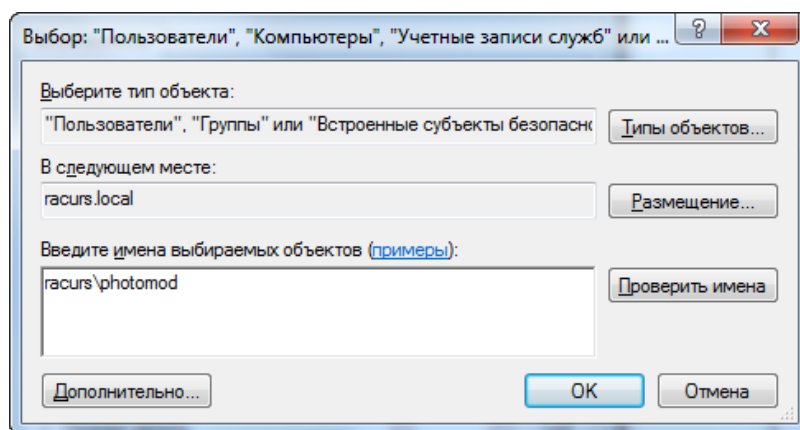 Выбор: "Пользователи", "Компьютеры", "Учетные записи служб" или ...
Выберите тип объекта:
"Пользователи", "Группы" или "Встроенные субъекты безопасно
Типы объектов...
В следующем месте:
racurs.local
Размещение...
Введите имена выбираемых объектов (примеры):
racurs\photomod
Проверить имена
Дополнительно...
OK
Отмена